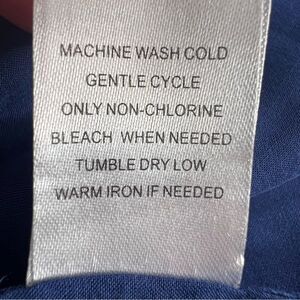 MACHINE WASH COLD
GENTLE CYCLE
ONLY NON-CHLORINE
BLEACH WHEN NEEDED
TUMBLE DRY LOW
WARM IRON IF NEEDED